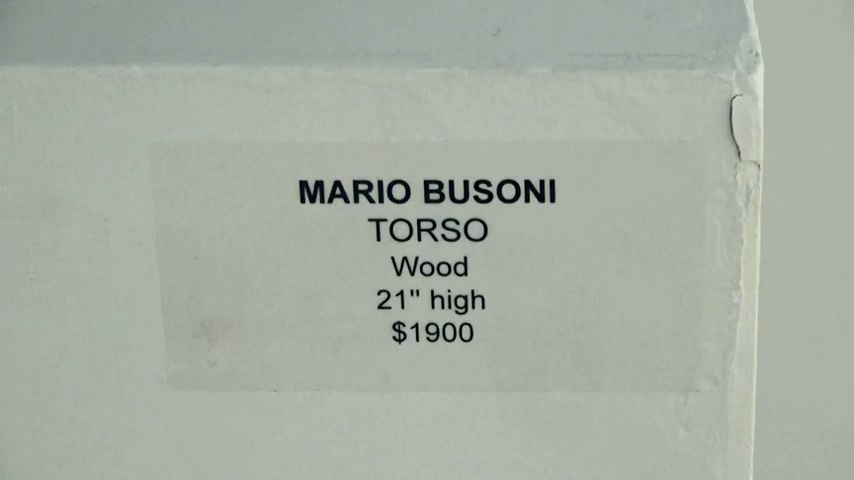 MARIO BUSONI
TORSO
Wood
21" high
$1900